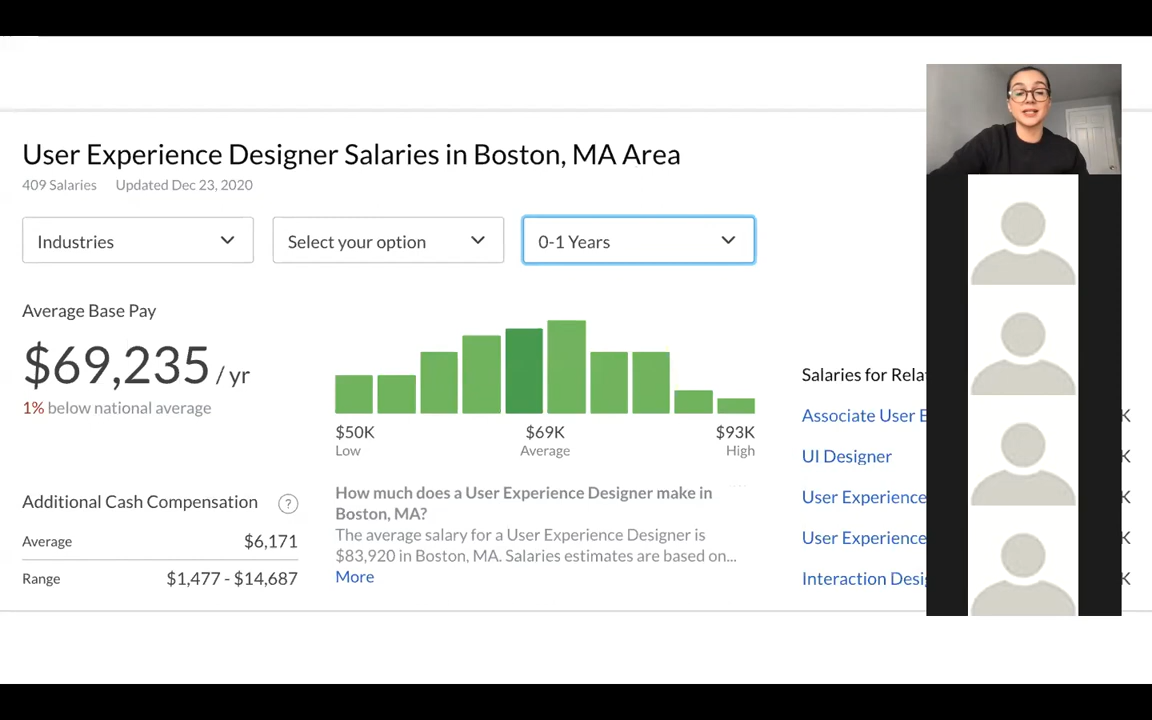 User Experience Designer Salaries in Boston, MA Area
409 Salaries Updated Dec 23, 2020
Industries
Select your option
0-1 Years
Average Base Pay
$69,235 / yr
1% below national average
$50K
Low
$69K
Average
$93K
High
Additional Cash Compensation ?
Average $6,171
Range $1,477 - $14,687
How much does a User Experience Designer make in
Boston, MA?
The average salary for a User Experience Designer is
$83,920 in Boston, MA. Salaries estimates are based on...
More
Salaries for Rela
Associate User E K
UI Designer K
User Experience K
User Experience K
Interaction Desi K